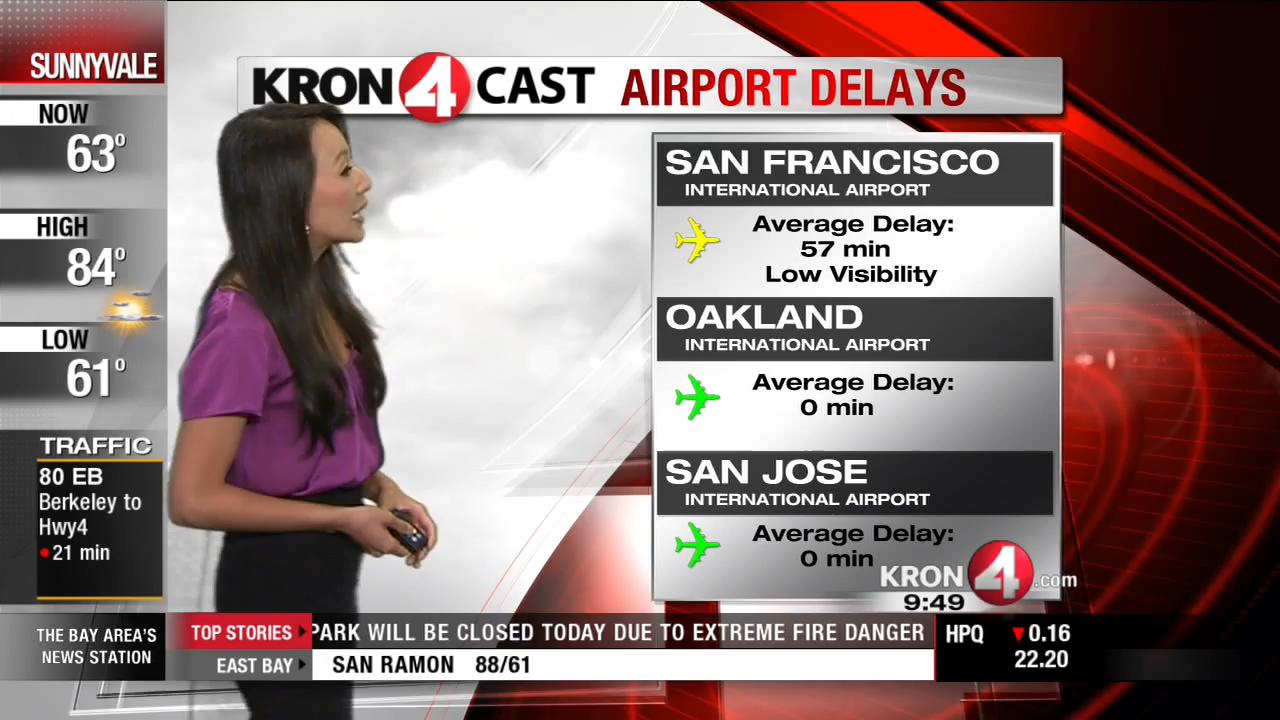 SUNNYVALE
NOW
63°
HIGH
84°
LOW
61°
TRAFFIC
80 EB
Berkeley to
Hwy4
21 min
THE BAY AREA'S
NEWS STATION
KRON 4 CAST AIRPORT DELAYS
SAN FRANCISCO
INTERNATIONAL AIRPORT
Average Delay:
57 min
Low Visibility
OAKLAND
INTERNATIONAL AIRPORT
Average Delay:
0 min
SAN JOSE
INTERNATIONAL AIRPORT
Average Delay:
0 min
KRON 4 .com
9:49
TOP STORIES PARK WILL BE CLOSED TODAY DUE TO EXTREME FIRE DANGER
EAST BAY SAN RAMON 88/61
HPQ 0.16
22.20